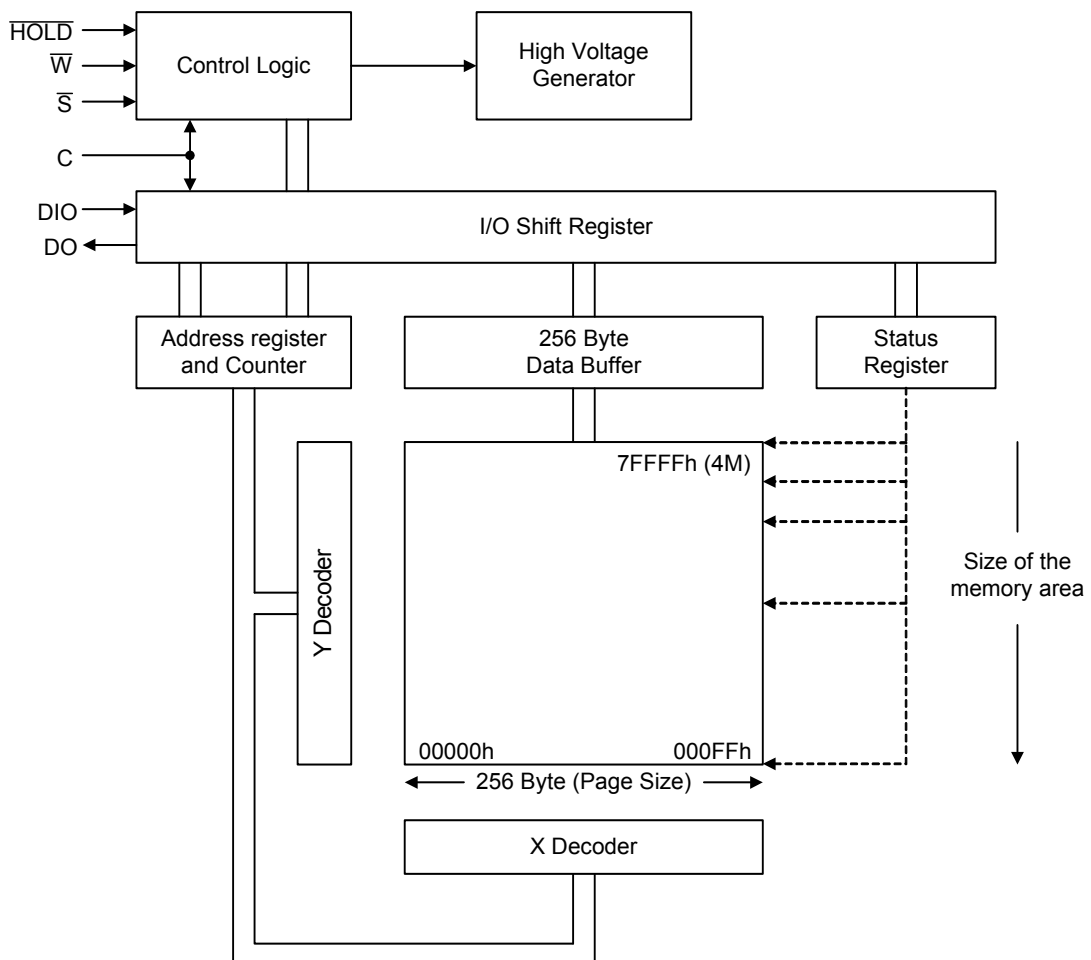 HOLD
W
S
C
DIO
DO
Control Logic
High Voltage
Generator
I/O Shift Register
Address register
and Counter
256 Byte
Data Buffer
Status
Register
7FFFFh (4M)
Y Decoder
Size of the
memory area
00000h
000FFh
256 Byte (Page Size)
X Decoder